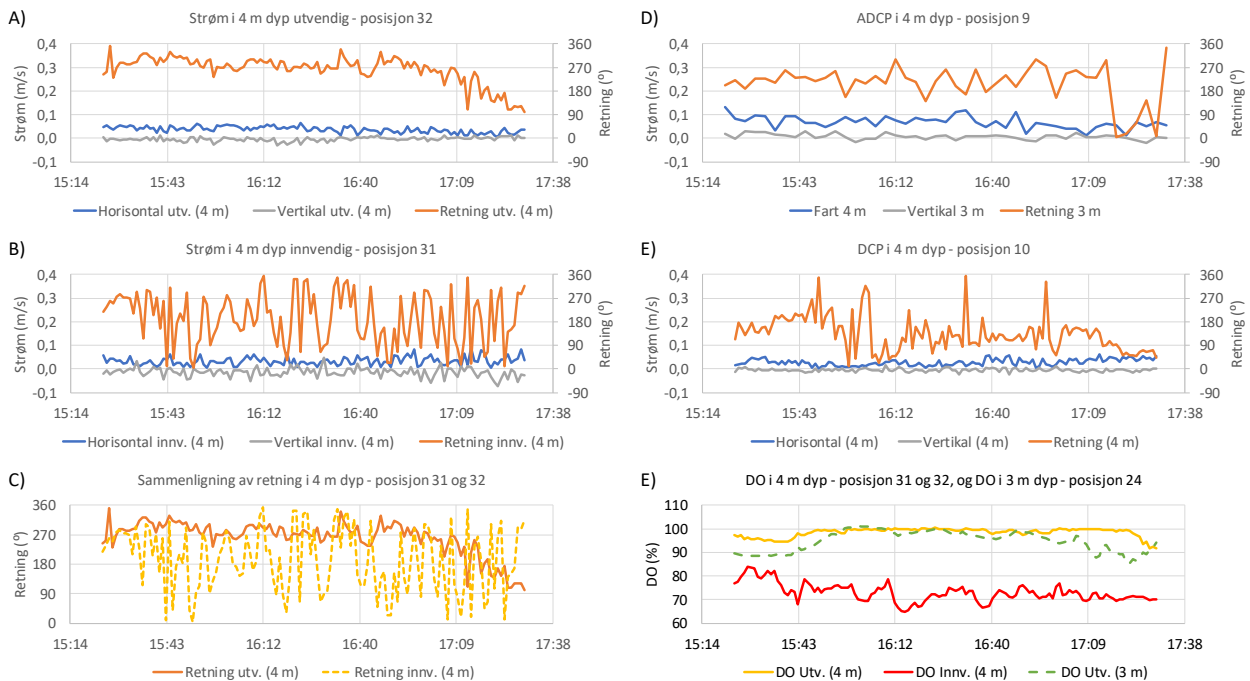 A)
Strøm i 4 m dyp utvendig - posisjon 32
0,4
0,3
0,2
0,1
0,0
-0,1
Strøm (m/s)
360
270
180
90
0
-90
Retning (°)
15:14 15:43 16:12 16:40 17:09 17:38
Horisontal utv. (4 m) Vertikal utv. (4 m) Retning utv. (4 m)
D)
ADCP i 4 m dyp - posisjon 9
0,4
0,3
0,2
0,1
0,0
-0,1
Strøm (m/s)
360
270
180
90
0
-90
Retning (°)
15:14 15:43 16:12 16:40 17:09 17:38
Fart 4 m Vertikal 3 m Retning 3 m
B)
Strøm i 4 m dyp innvendig - posisjon 31
0,4
0,3
0,2
0,1
0,0
-0,1
Strøm (m/s)
360
270
180
90
0
-90
Retning (°)
15:14 15:43 16:12 16:40 17:09 17:38
Horisontal innv. (4 m) Vertikal innv. (4 m) Retning innv. (4 m)
E)
DCP i 4 m dyp - posisjon 10
0,4
0,3
0,2
0,1
0,0
-0,1
Strøm (m/s)
360
270
180
90
0
-90
Retning (°)
15:14 15:43 16:12 16:40 17:09 17:38
Horisontal (4 m) Vertikal (4 m) Retning (4 m)
C)
Sammenligning av retning i 4 m dyp - posisjon 31 og 32
360
270
180
90
0
Retning (°)
15:14 15:43 16:12 16:40 17:09 17:38
Retning utv. (4 m) Retning innv. (4 m)
E)
DO i 4 m dyp - posisjon 31 og 32, og DO i 3 m dyp - posisjon 24
110
100
90
80
70
60
DO (%)
15:14 15:43 16:12 16:40 17:09 17:38
DO Utv. (4 m) DO Innv. (4 m) DO Utv. (3 m)